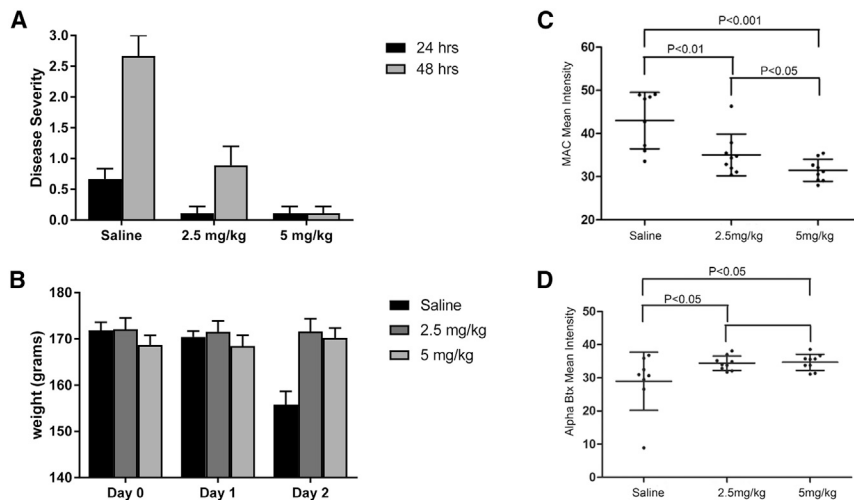 A
Disease Severity
3.0
2.5
2.0
1.5
1.0
0.5
0.0
Saline 2.5 mg/kg 5 mg/kg
24 hrs
48 hrs
B
weight (grams)
180
170
160
150
140
Day 0 Day 1 Day 2
Saline
2.5 mg/kg
5 mg/kg
C
P<0.001
P<0.01
P<0.05
MAC Mean Intensity
60
50
40
30
20
Saline 2.5mg/kg 5mg/kg
D
P<0.05
P<0.05
Alpha Btx Mean Intensity
50
40
30
20
10
0
Saline 2.5mg/kg 5mg/kg